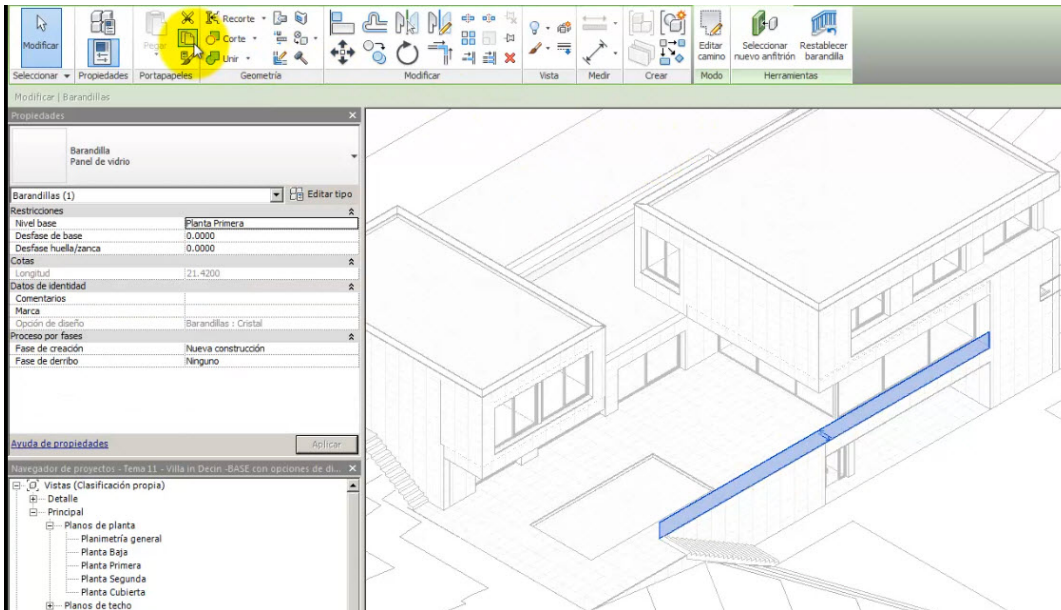 Modificar
Pegar
Recorte
Corte
Unir
Editar camino
Seleccionar nuevo anfitrión
Restablecer barandilla
Seleccionar
Propiedades
Portapapeles
Geometría
Modificar
Vista
Medir
Crear
Modo
Herramientas
Modificar | Barandillas
Propiedades
Barandilla
Panel de vidrio
Barandillas (1)
Editar tipo
Restricciones
Nivel base Planta Primera
Desfase de base 0.0000
Desfase huella/zanca 0.0000
Cotas
Longitud 21.4200
Datos de identidad
Comentarios
Marca
Opción de diseño Barandillas : Cristal
Proceso por fases
Fase de creación Nueva construcción
Fase de derribo Ninguno
Ayuda de propiedades
Aplicar
Navegador de proyectos - Tema 11 - Villa in Decin -BASE con opciones de di...
Vistas (Clasificación propia)
Detalle
Principal
Planos de planta
Planimetría general
Planta Baja
Planta Primera
Planta Segunda
Planta Cubierta
Planos de techo